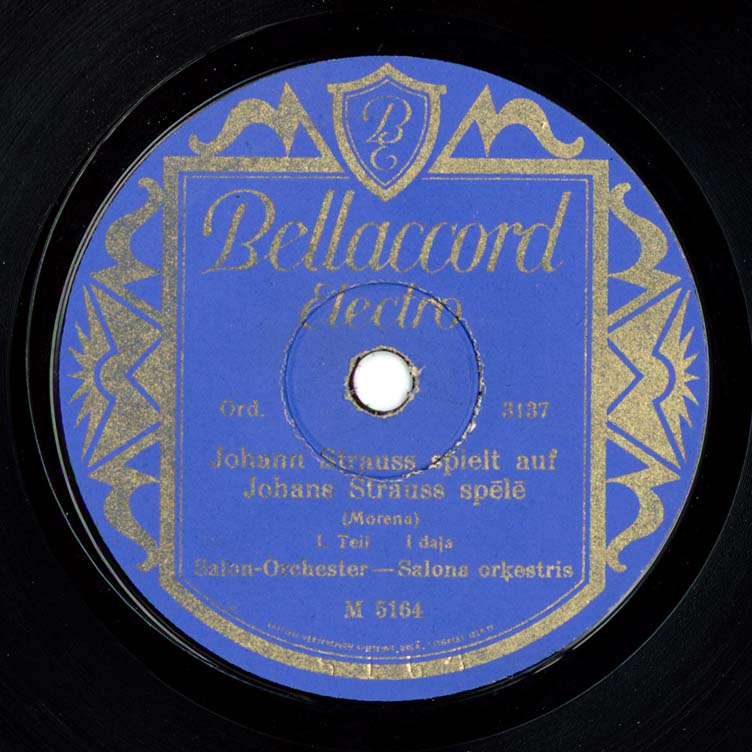 BE
Bellaccord
Electro
Ord. 3137
Johann Strauss spielt auf
Johans Strauss spēlē
(Morena)
I. Teil I daļa
Salon-Orchester — Salona orķestris
M 5164